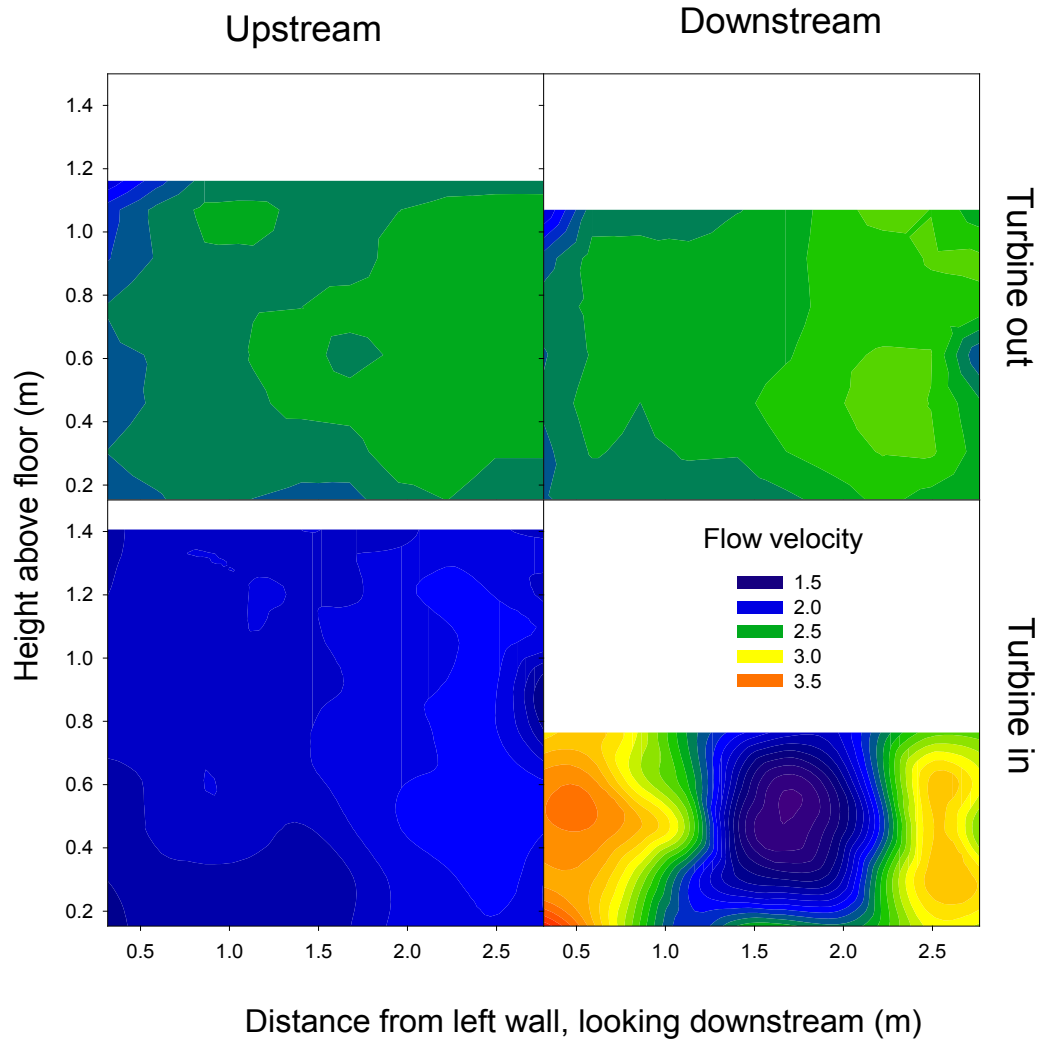 Upstream
Downstream
1.4
1.2
1.0
0.8
0.6
0.4
0.2
Turbine out
Height above floor (m)
1.4
1.2
1.0
0.8
0.6
0.4
0.2
Flow velocity
1.5
2.0
2.5
3.0
3.5
Turbine in
0.5 1.0 1.5 2.0 2.5 0.5 1.0 1.5 2.0 2.5
Distance from left wall, looking downstream (m)